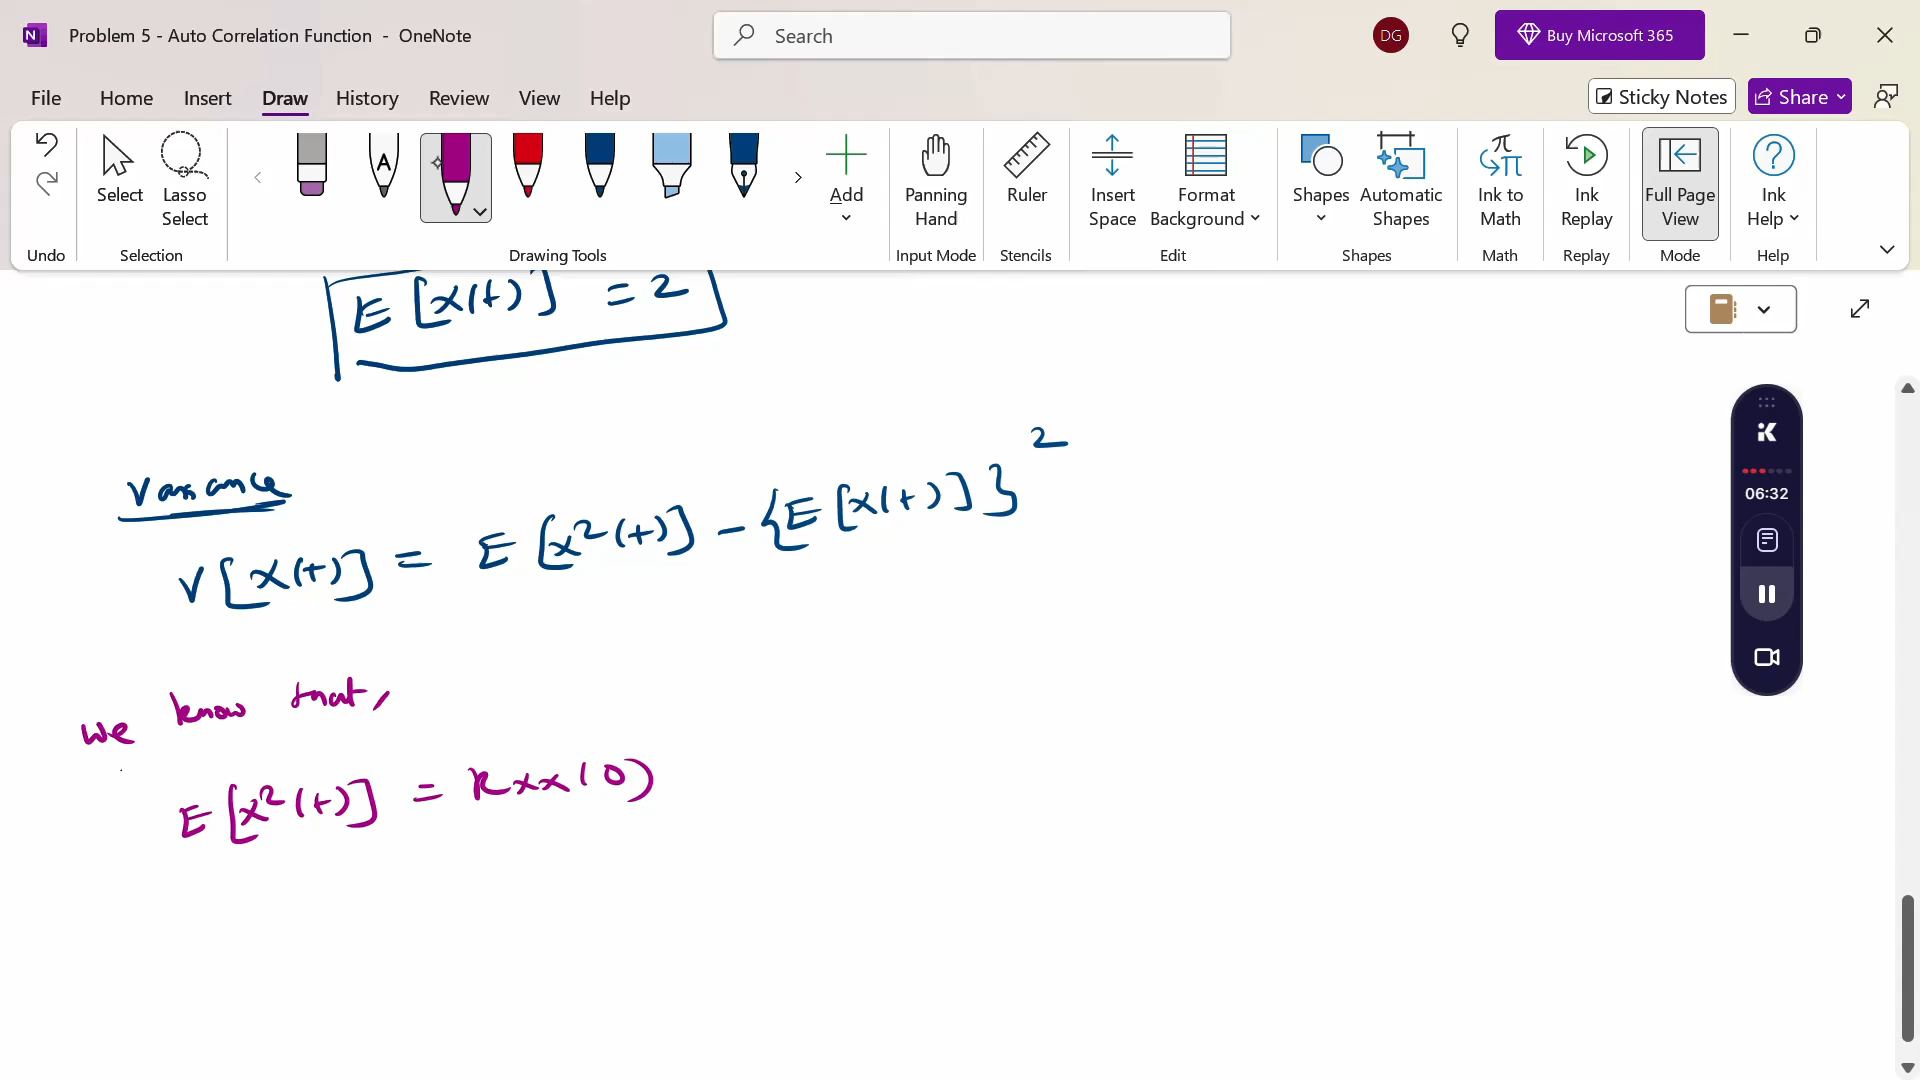 Problem 5 - Auto Correlation Function - OneNote
Search
DG
Buy Microsoft 365
File Home Insert Draw History Review View Help
Sticky Notes
Share
Select
Lasso Select
A
Add
Panning Hand
Ruler
Insert Space
Format Background
Shapes
Automatic Shapes
Ink to Math
Ink Replay
Full Page View
Ink Help
Undo Selection Drawing Tools Input Mode Stencils Edit Shapes Math Replay Mode Help
E[x(t)] = 2
Variance
V[x(t)] = E[x²(t)] - {E[x(t)]}²
06:32
We know that,
E[x²(t)] = Rxx(0)